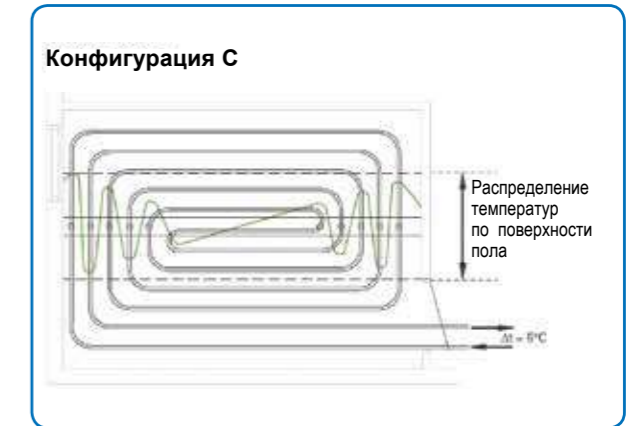 Конфигурация С
Распределение
температур
по поверхности
пола
Δt = 5°C